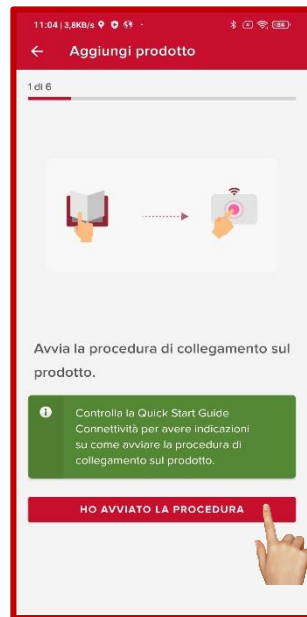 11:04 | 3,8KB/s
Aggiungi prodotto
1 di 6
Avvia la procedura di collegamento sul
prodotto.
Controlla la Quick Start Guide
Connettività per avere indicazioni
su come avviare la procedura di
collegamento sul prodotto.
HO AVVIATO LA PROCEDURA